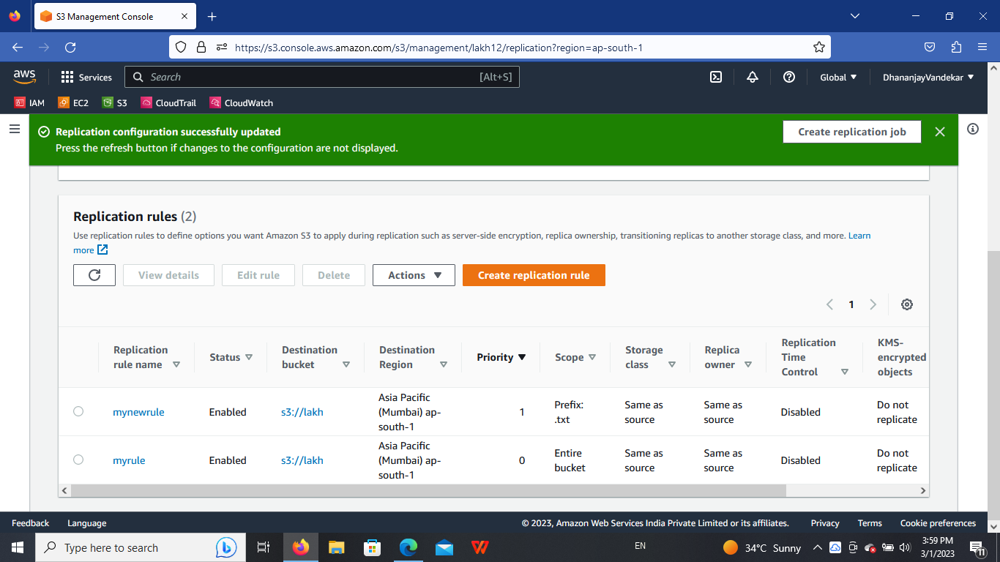 S3 Management Console
https://s3.console.aws.amazon.com/s3/management/lakh12/replication?region=ap-south-1
aws
Services
Search
[Alt+S]
Global
DhananjayVandekar
IAM
EC2
S3
CloudTrail
CloudWatch
Replication configuration successfully updated
Press the refresh button if changes to the configuration are not displayed.
Create replication job
Replication rules (2)
Use replication rules to define options you want Amazon S3 to apply during replication such as server-side encryption, replica ownership, transitioning replicas to another storage class, and more. Learn
more
View details
Edit rule
Delete
Actions
Create replication rule
1
Replication
rule name
Status
Destination
bucket
Destination
Region
Priority
Scope
Storage
class
Replica
owner
Replication
Time
Control
KMS-
encrypted
objects
mynewrule
Enabled
s3://lakh
Asia Pacific
(Mumbai) ap-
south-1
1
Prefix:
.txt
Same as
source
Same as
source
Disabled
Do not
replicate
myrule
Enabled
s3://lakh
Asia Pacific
(Mumbai) ap-
south-1
0
Entire
bucket
Same as
source
Same as
source
Disabled
Do not
replicate
Feedback
Language
© 2023, Amazon Web Services India Private Limited or its affiliates.
Privacy
Terms
Cookie preferences
Type here to search
EN
34°C Sunny
3:59 PM
3/1/2023
11